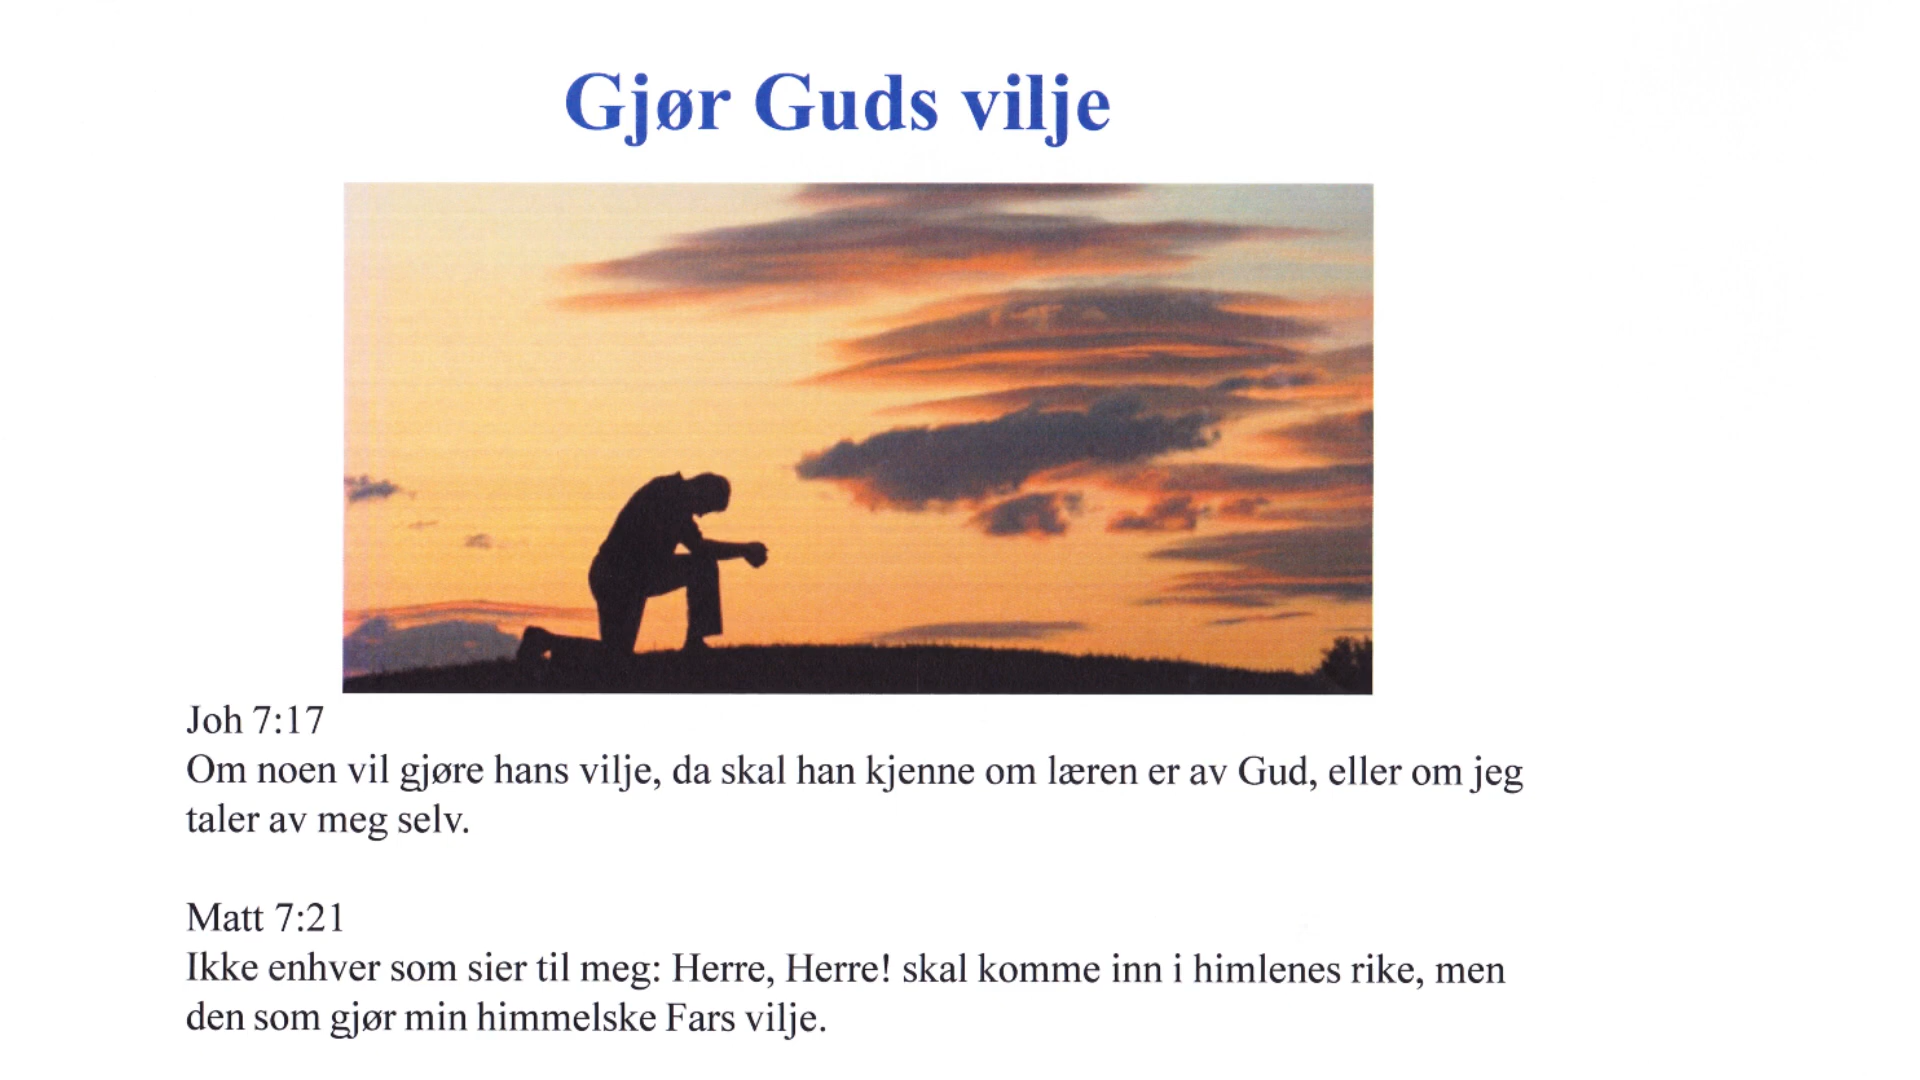 Gjør Guds vilje
Joh 7:17
Om noen vil gjøre hans vilje, da skal han kjenne om læren er av Gud, eller om jeg
taler av meg selv.
Matt 7:21
Ikke enhver som sier til meg: Herre, Herre! skal komme inn i himlenes rike, men
den som gjør min himmelske Fars vilje.